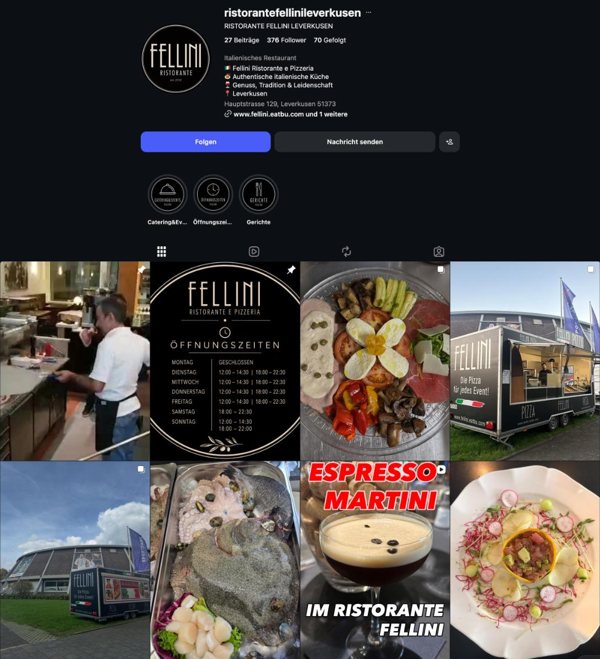 ristorantefellinileverkusen ...
RISTORANTE FELLINI LEVERKUSEN
27 Beiträge 376 Follower 70 Gefolgt
Italienisches Restaurant
Fellini Ristorante e Pizzeria
Authentische italienische Küche
Genuss, Tradition & Leidenschaft
Leverkusen
Hauptstrasse 129, Leverkusen 51373
www.fellini.eatbu.com und 1 weitere
FELLINI
RISTORANTE
Folgen
Nachricht senden
CATERING&EVENTS
ÖFFNUNGSZEITEN
GERICHTE
Catering&Ev...
Öffnungszei...
Gerichte
FELLINI
RISTORANTE E PIZZERIA
ÖFFNUNGSZEITEN
MONTAG GESCHLOSSEN
DIENSTAG 12:00 – 14:30 | 18:00 – 22:30
MITTWOCH 12:00 – 14:30 | 18:00 – 22:30
DONNERSTAG 12:00 – 14:30 | 18:00 – 22:30
FREITAG 12:00 – 14:30 | 18:00 – 22:30
SAMSTAG 18:00 – 22:30
SONNTAG 12:00 – 14:30
18:00 – 22:30
FELLINI
Die Pizza
für jedes Event!
PIZZA
FELLINI
ESPRESSO
MARTINI
IM RISTORANTE
FELLINI